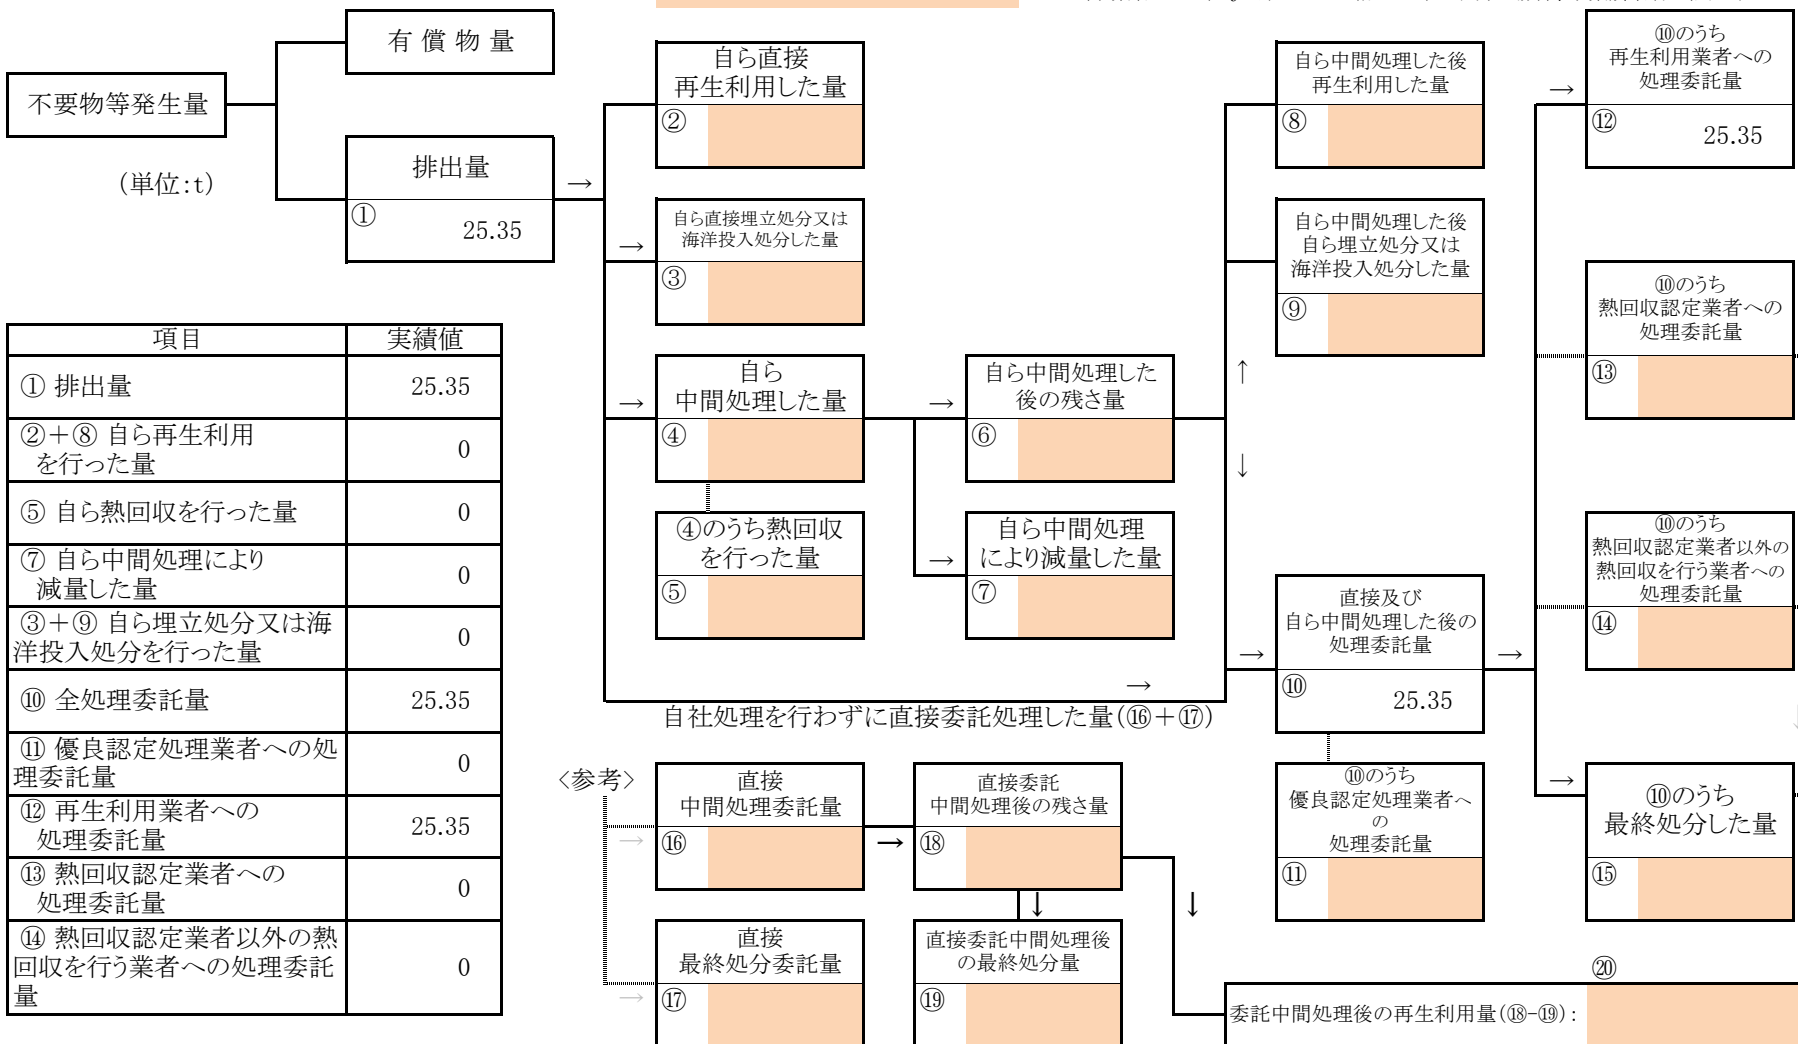 有償物量
不要物等発生量
(単位:t)
排出量
①
25.35
→
項目
実績値
① 排出量
25.35
②+⑧ 自ら再生利用
を行った量
0
⑤ 自ら熱回収を行った量
0
⑦ 自ら中間処理により
減量した量
0
③+⑨ 自ら埋立処分又は海
洋投入処分を行った量
0
⑩ 全処理委託量
25.35
⑪ 優良認定処理業者への処
理委託量
0
⑫ 再生利用業者への
処理委託量
25.35
⑬ 熱回収認定業者への
処理委託量
0
⑭ 熱回収認定業者以外の熱
回収を行う業者への処理委託
量
0
自ら直接
再生利用した量
②
→
自ら直接埋立処分又は
海洋投入処分した量
③
→
自ら
中間処理した量
④
④のうち熱回収
を行った量
⑤
→
自ら中間処理した
後の残さ量
⑥
→
自ら中間処理
により減量した量
⑦
→
自社処理を行わずに直接委託処理した量(⑯+⑰)
<参考>
→
直接
中間処理委託量
⑯
→
直接委託
中間処理後の残さ量
⑱
↓
→
直接
最終処分委託量
⑰
直接委託中間処理後
の最終処分量
⑲
↓
自ら中間処理した後
再生利用した量
⑧
自ら中間処理した後
自ら埋立処分又は
海洋投入処分した量
⑨
↑
↓
→
直接及び
自ら中間処理した後の
処理委託量
⑩
25.35
→
⑩のうち
優良認定処理業者へ
の
処理委託量
⑪
→
⑩のうち
再生利用業者への
処理委託量
⑫
25.35
⑩のうち
熱回収認定業者への
処理委託量
⑬
⑩のうち
熱回収認定業者以外の
熱回収を行う業者への
処理委託量
⑭
→
⑩のうち
最終処分した量
⑮
⑳
委託中間処理後の再生利用量(⑱-⑲):